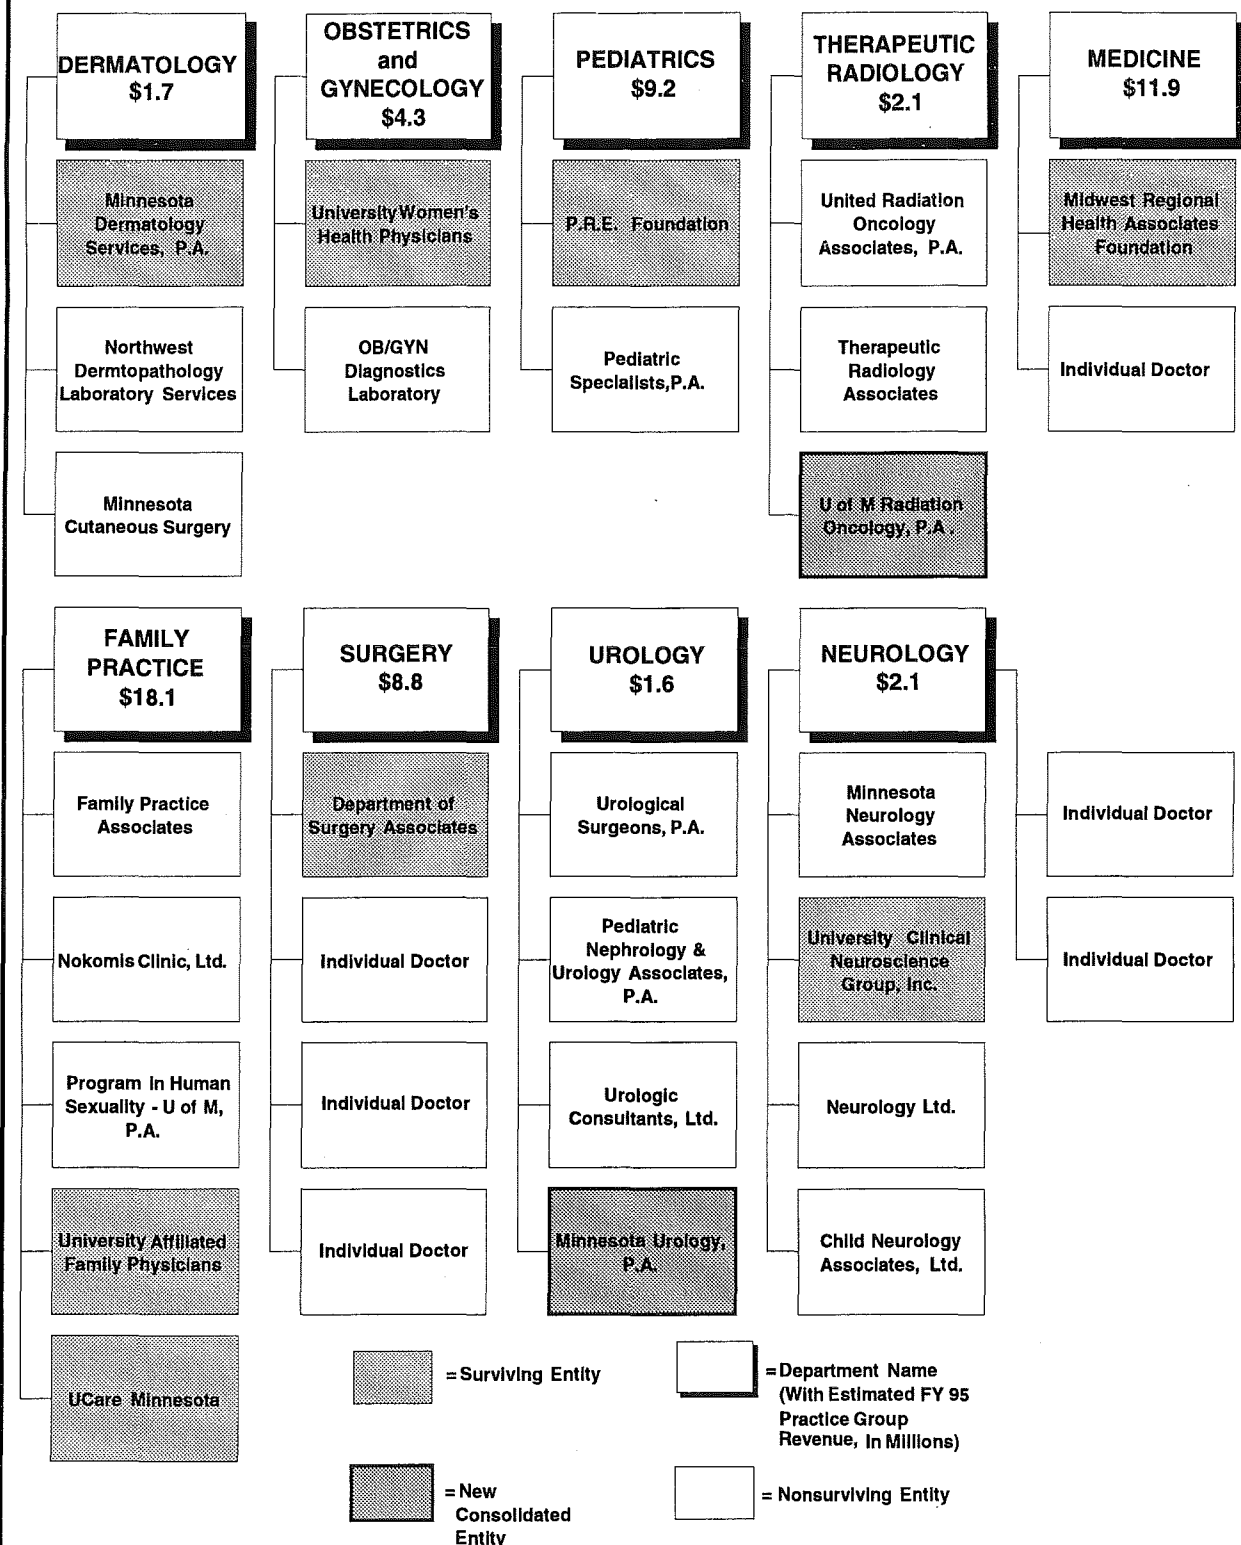 DERMATOLOGY
$1.7
OBSTETRICS
and
GYNECOLOGY
$4.3
PEDIATRICS
$9.2
THERAPEUTIC
RADIOLOGY
$2.1
MEDICINE
$11.9
Minnesota
Dermatology
Services, P.A.
University Women's
Health Physicians
P.R.E. Foundation
United Radiation
Oncology
Associates, P.A.
Midwest Regional
Health Associates
Foundation
Northwest
Dermtopathology
Laboratory Services
OB/GYN
Diagnostics
Laboratory
Pediatric
Specialists,P.A.
Therapeutic
Radiology
Associates
Individual Doctor
Minnesota
Cutaneous Surgery
U of M Radiation
Oncology, P.A.
FAMILY
PRACTICE
$18.1
SURGERY
$8.8
UROLOGY
$1.6
NEUROLOGY
$2.1
Family Practice
Associates
Department of
Surgery Associates
Urological
Surgeons, P.A.
Minnesota
Neurology
Associates
Individual Doctor
Nokomis Clinic, Ltd.
Individual Doctor
Pediatric
Nephrology &
Urology Associates,
P.A.
University Clinical
Neuroscience
Group, Inc.
Individual Doctor
Program in Human
Sexuality - U of M,
P.A.
Individual Doctor
Urologic
Consultants, Ltd.
Neurology Ltd.
University Affiliated
Family Physicians
Individual Doctor
Minnesota Urology,
P.A.
Child Neurology
Associates, Ltd.
UCare Minnesota
= Surviving Entity
= Department Name
(With Estimated FY 95
Practice Group
Revenue, In Millions)
= New
Consolidated
Entity
= Nonsurviving Entity